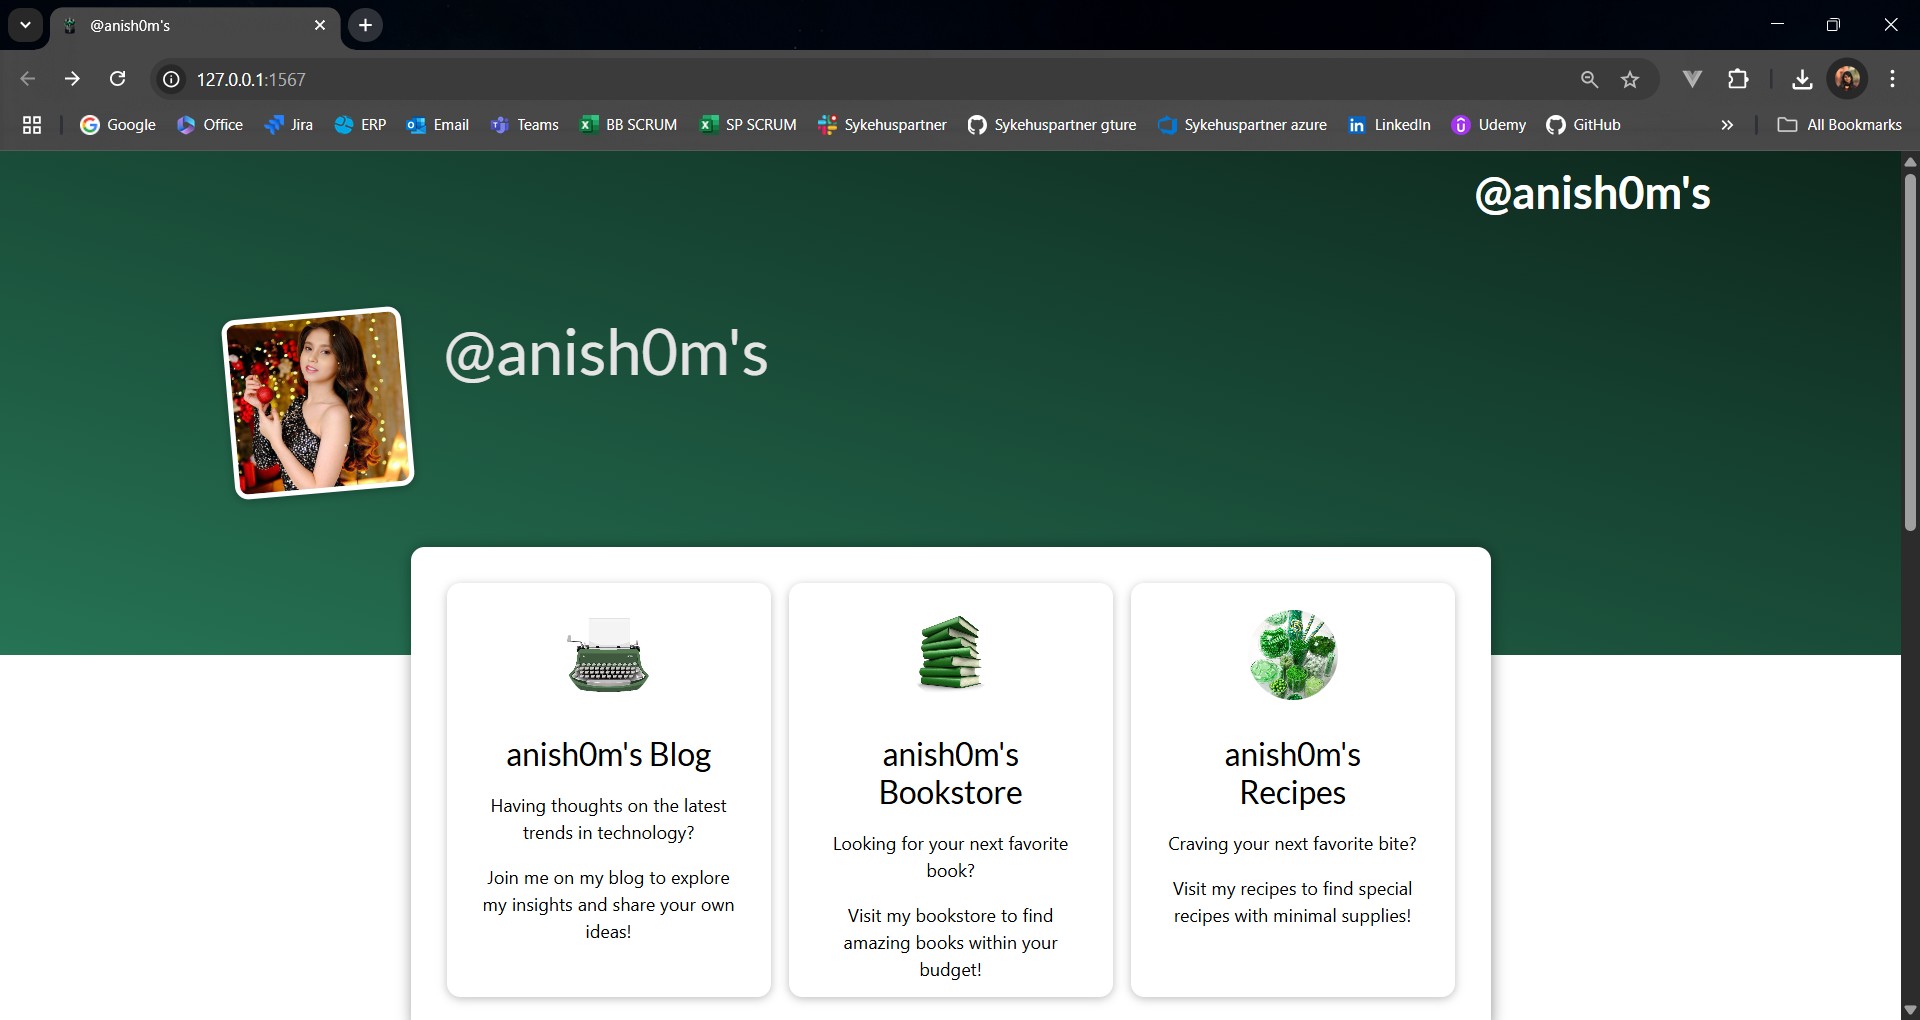 @anish0m's
127.0.0.1:1567
Google Office Jira ERP Email Teams BB SCRUM SP SCRUM Sykehuspartner Sykehuspartner gture Sykehuspartner azure LinkedIn Udemy GitHub All Bookmarks
@anish0m's
@anish0m's
anish0m's Blog
Having thoughts on the latest
trends in technology?
Join me on my blog to explore
my insights and share your own
ideas!
anish0m's
Bookstore
Looking for your next favorite
book?
Visit my bookstore to find
amazing books within your
budget!
anish0m's
Recipes
Craving your next favorite bite?
Visit my recipes to find special
recipes with minimal supplies!